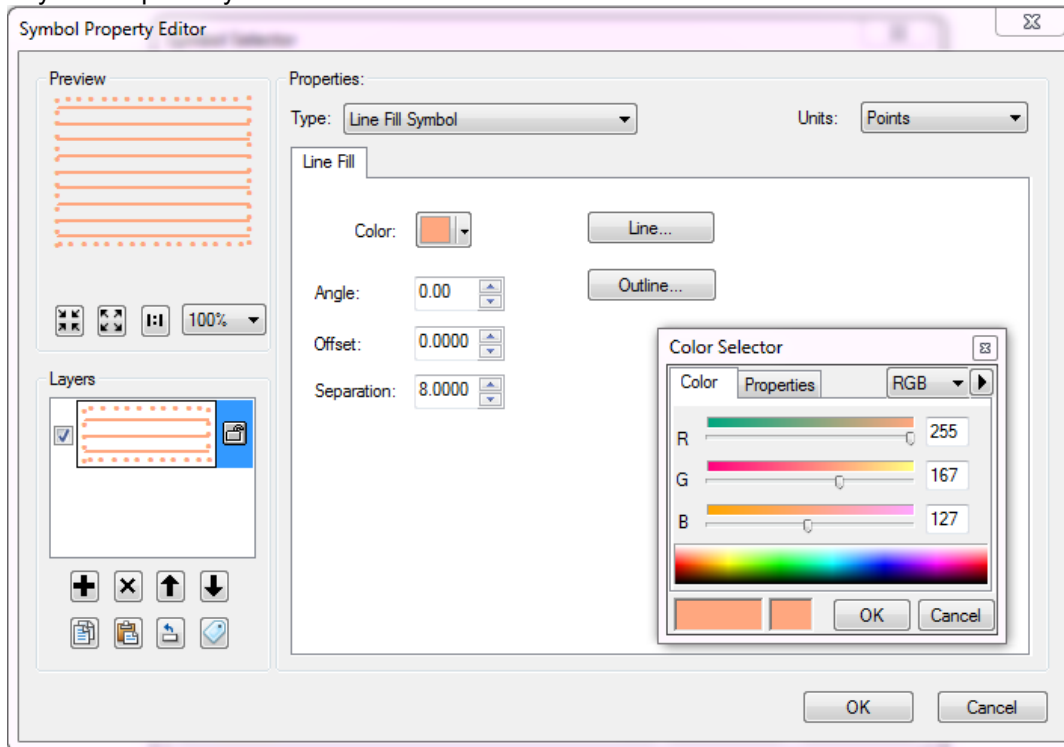 Symbol Property Editor
Preview
Properties:
Type: Line Fill Symbol
Units: Points
Line Fill
Color:
Line...
Angle: 0.00
Outline...
100%
Offset: 0.0000
Separation: 8.0000
Layers
Color Selector
Color Properties RGB
R 255
G 167
B 127
OK Cancel
OK Cancel